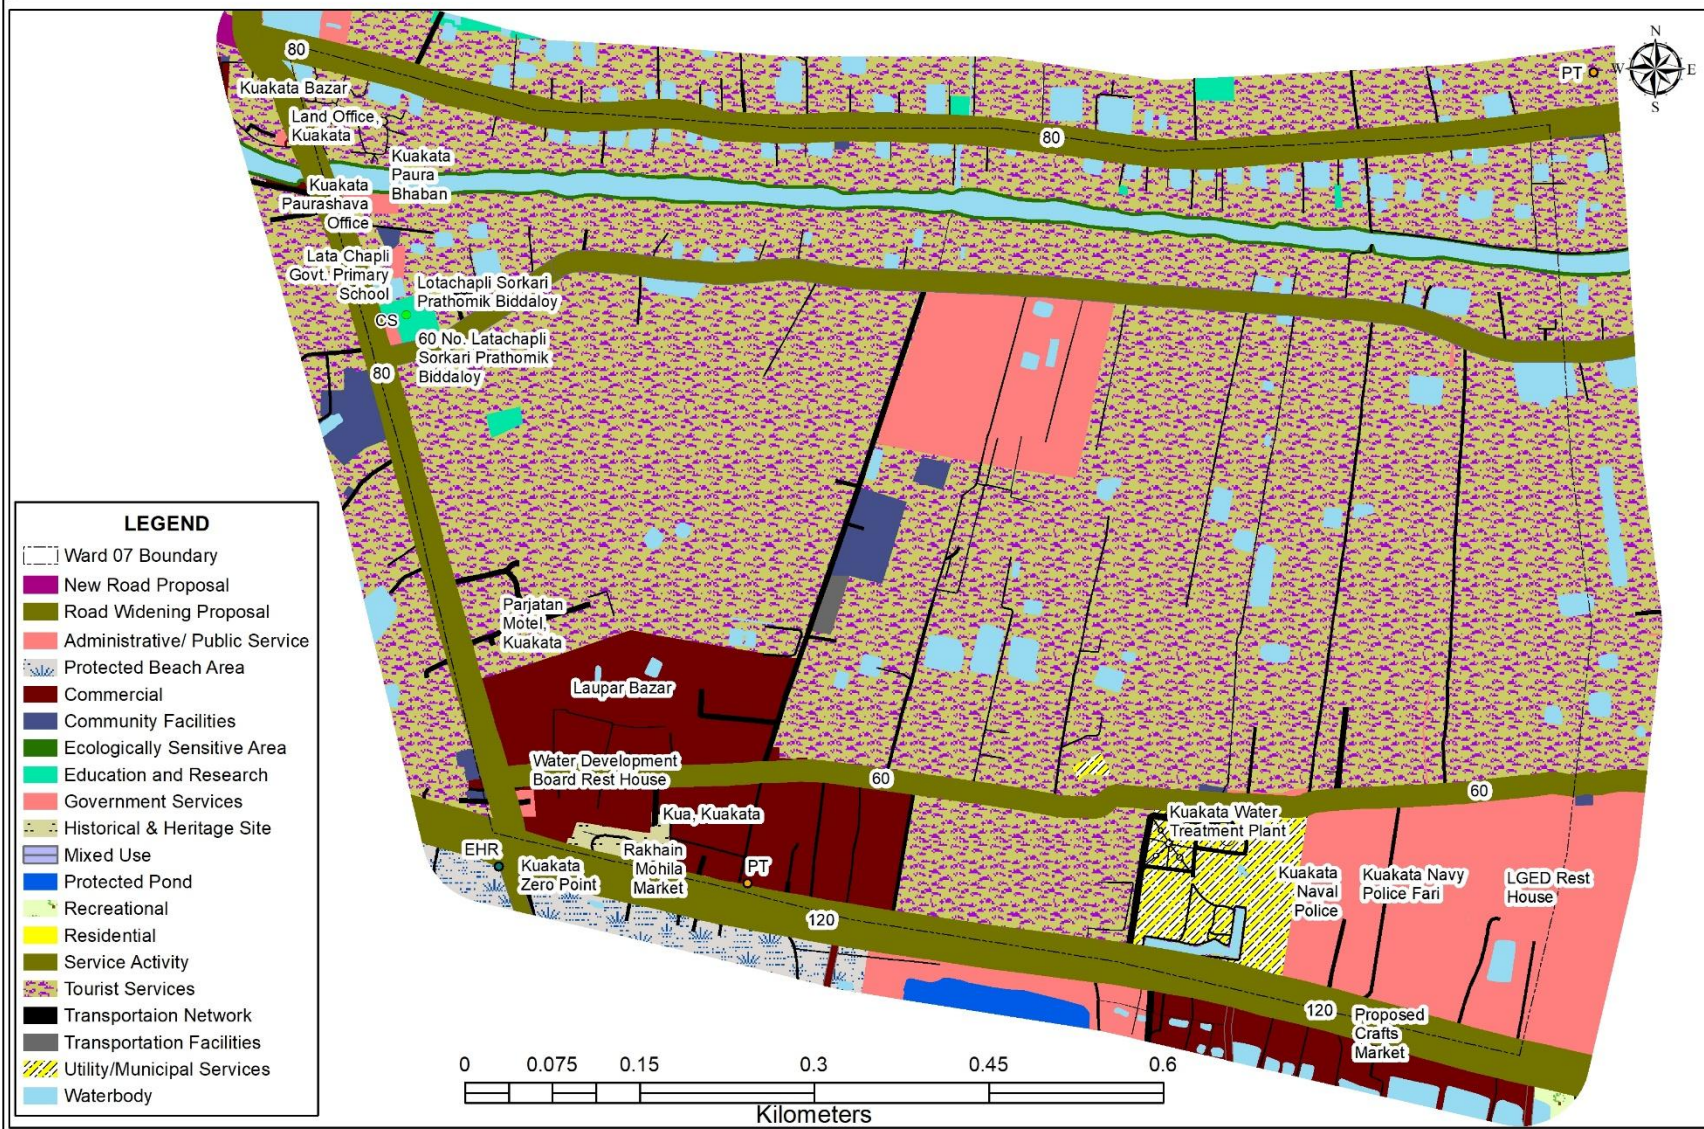 N
W
E
S
PT
80
Kuakata Bazar
Land Office,
Kuakata
80
Kuakata
Paura
Bhaban
Kuakata
Paurashava
Office
Lata Chapli
Govt. Primary
School
Lotachapli Sorkari
Prathomik Biddaloy
CS
60 No. Latachapli
Sorkari Prathomik
Biddaloy
80
Parjatan
Motel,
Kuakata
Laupar Bazar
Water Development
Board Rest House
60
60
Kua, Kuakata
Kuakata Water
Treatment Plant
EHR
Kuakata
Zero Point
Rakhain
Mohila
Market
PT
Kuakata
Naval
Police
Kuakata Navy
Police Fari
LGED Rest
House
120
120
Proposed
Crafts
Market
LEGEND
Ward 07 Boundary
New Road Proposal
Road Widening Proposal
Administrative/ Public Service
Protected Beach Area
Commercial
Community Facilities
Ecologically Sensitive Area
Education and Research
Government Services
Historical & Heritage Site
Mixed Use
Protected Pond
Recreational
Residential
Service Activity
Tourist Services
Transportaion Network
Transportation Facilities
Utility/Municipal Services
Waterbody
0 0.075 0.15 0.3 0.45 0.6
Kilometers